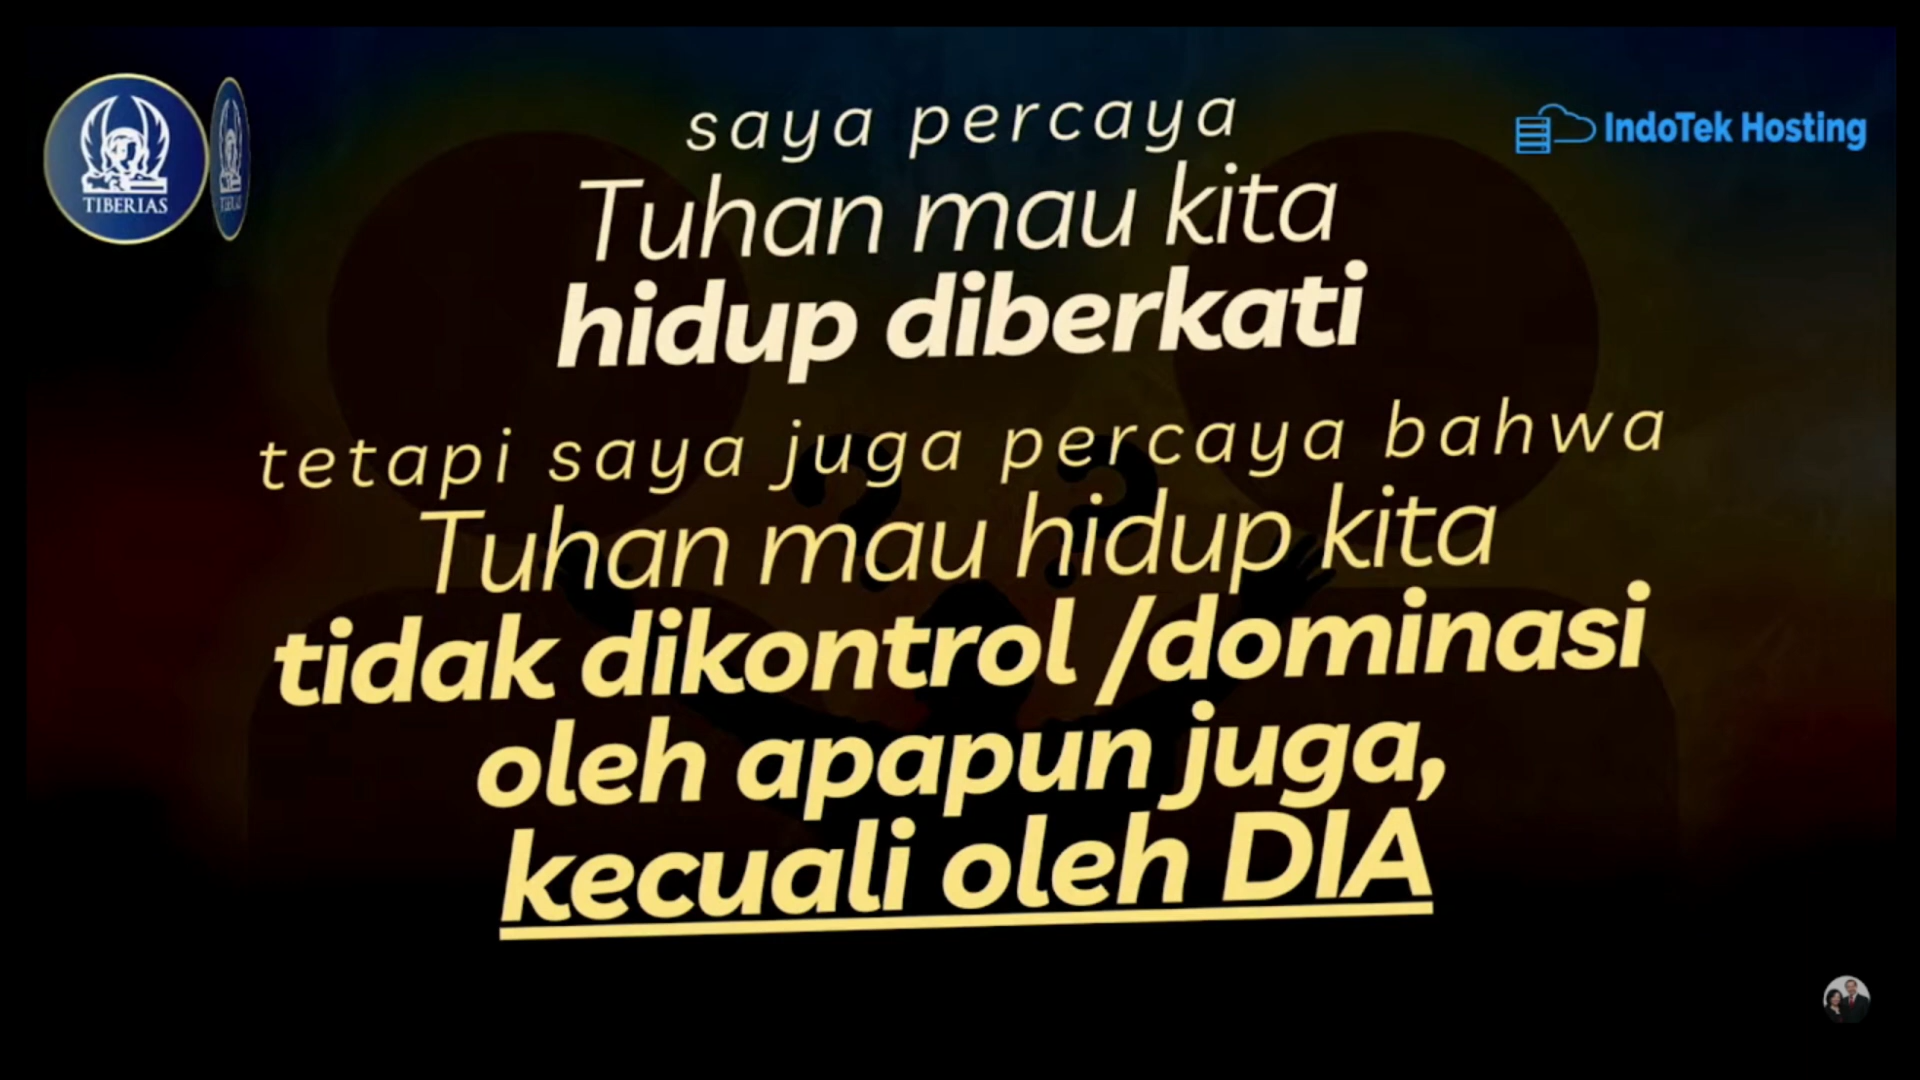 saya percaya
Tuhan mau kita
hidup diberkati
tetapi saya juga percaya bahwa
Tuhan mau hidup kita
tidak dikontrol /dominasi
oleh apapun juga,
kecuali oleh DIA
TIBERIAS
TIBERIAS
IndoTek Hosting